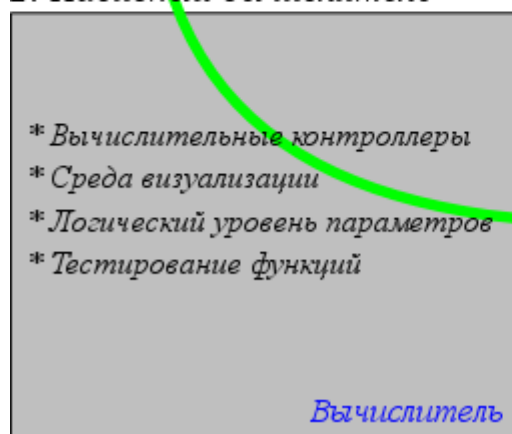 * Вычислительные контроллеры
* Среда визуализации
* Логический уровень параметров
* Тестирование функций
Вычислитель